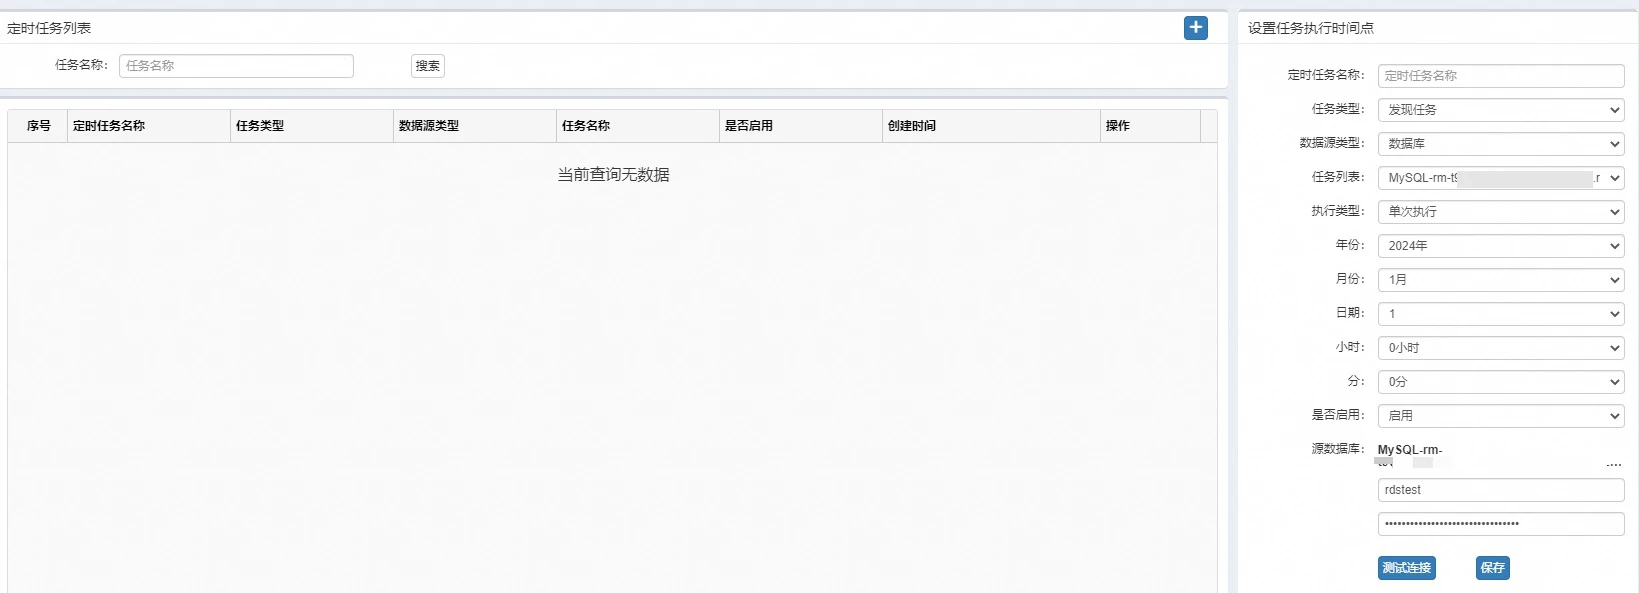 定时任务列表
+
任务名称:
任务名称
搜索
序号 定时任务名称 任务类型 数据源类型 任务名称 是否启用 创建时间 操作
当前查询无数据
设置任务执行时间点
定时任务名称: 定时任务名称
任务类型: 发现任务
数据源类型: 数据库
任务列表: MySQL-rm-t .r
执行类型: 单次执行
年份: 2024年
月份: 1月
日期: 1
小时: 0小时
分: 0分
是否启用: 启用
源数据库: MySQL-rm-
....
rdstest
••••••••••••••••••••••••••••••••
测试连接 保存